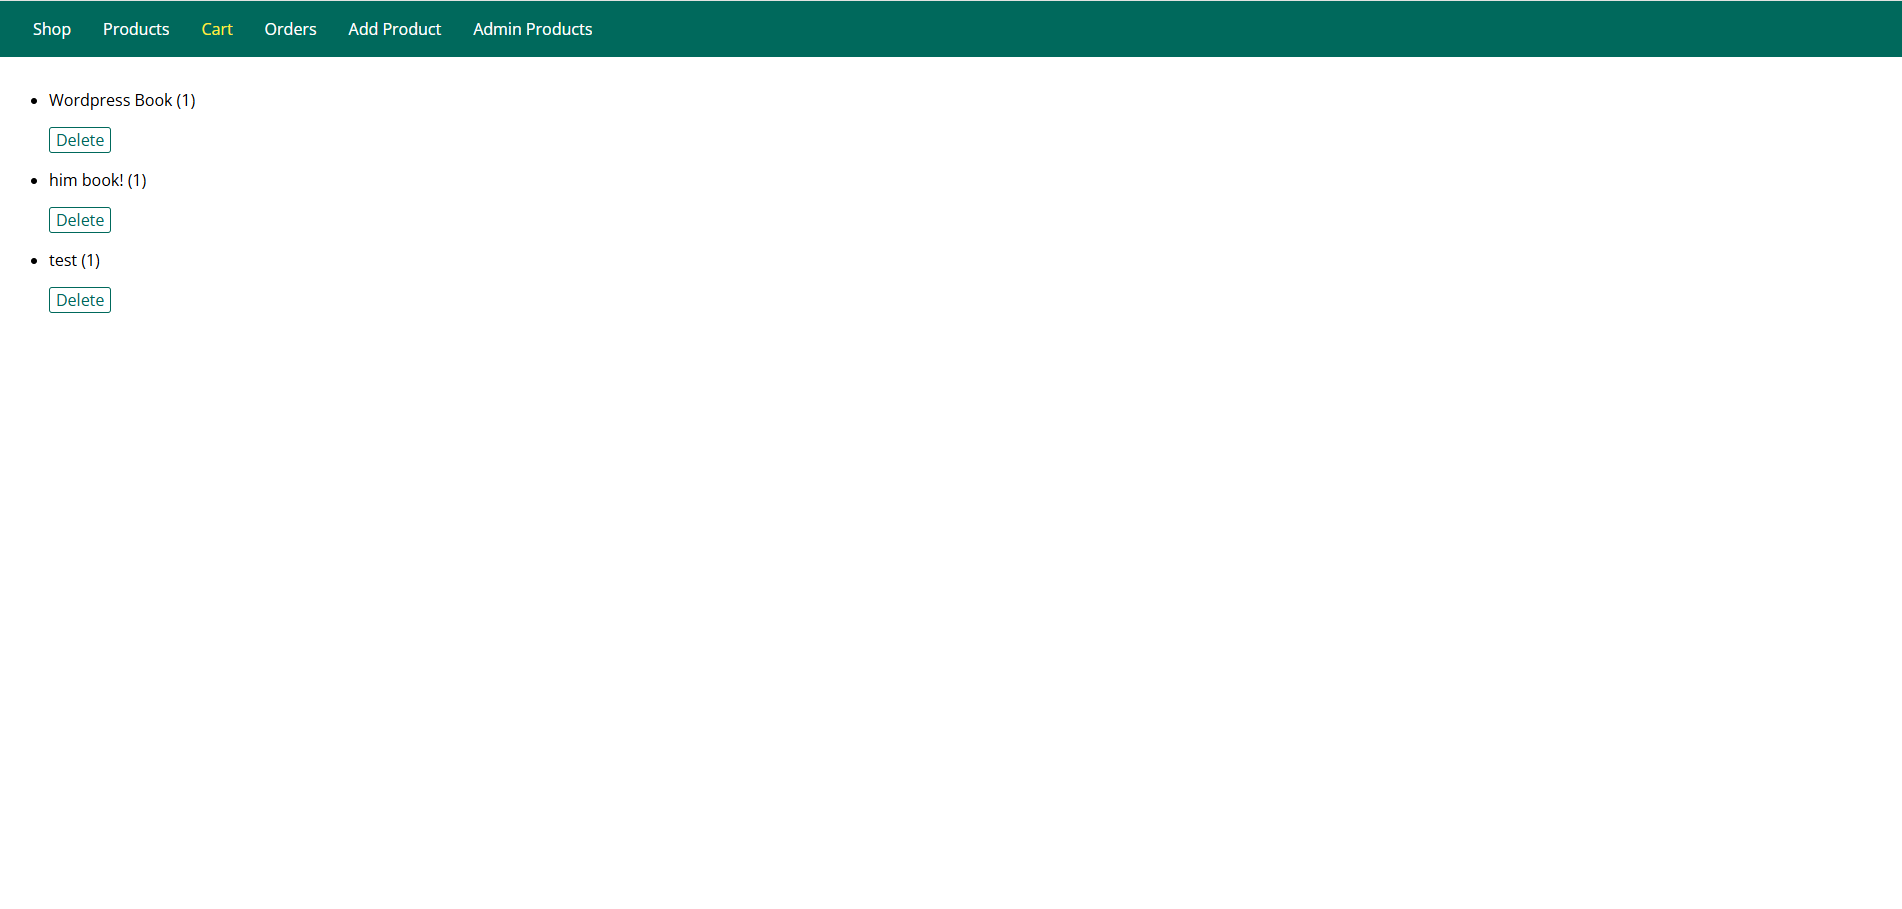 Shop Products Cart Orders Add Product Admin Products
Wordpress Book (1)
Delete
him book! (1)
Delete
test (1)
Delete